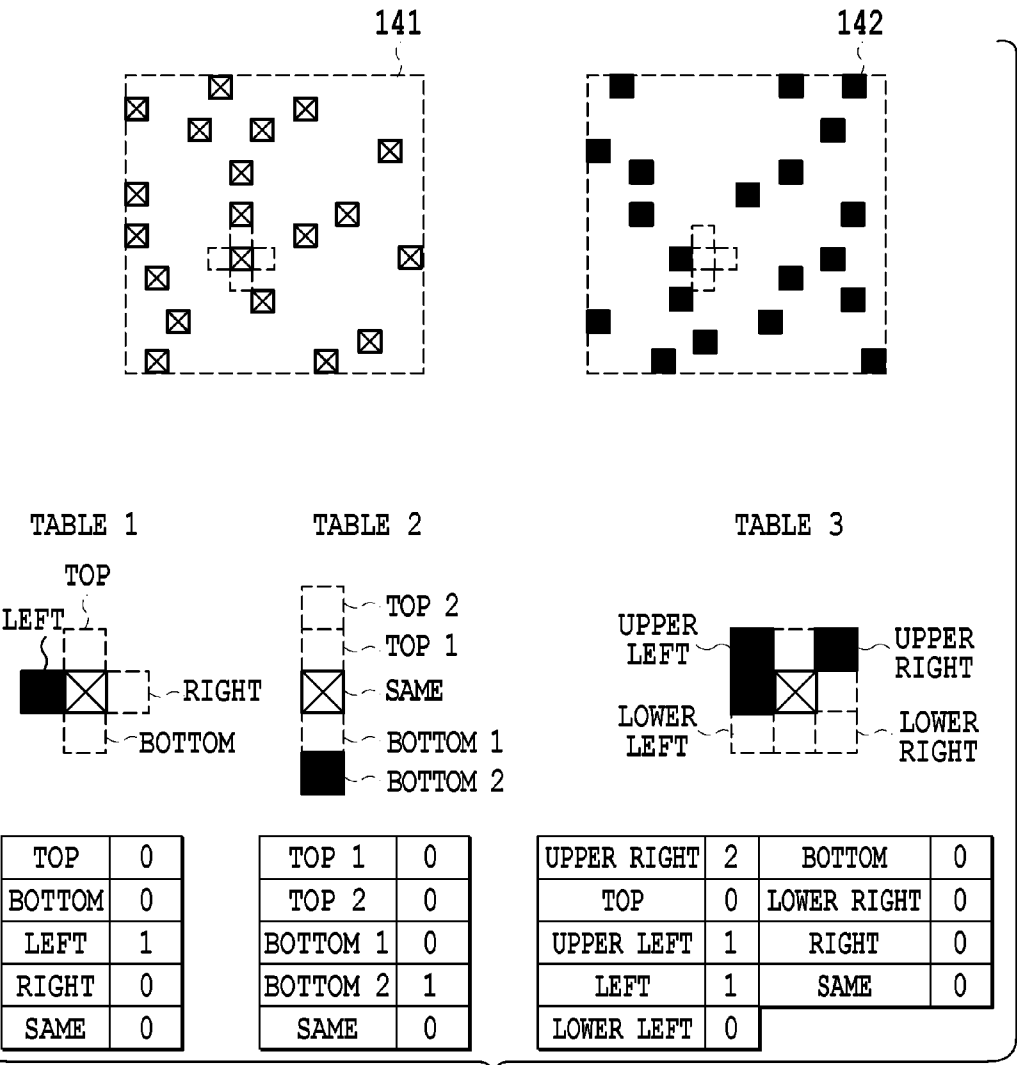 141 142
TABLE 1 TABLE 2 TABLE 3
TOP
LEFT
RIGHT
BOTTOM
TOP 2
TOP 1
SAME
BOTTOM 1
BOTTOM 2
UPPER
LEFT
UPPER
RIGHT
LOWER
LEFT
LOWER
RIGHT
TOP 0
BOTTOM 0
LEFT 1
RIGHT 0
SAME 0
TOP 1 0
TOP 2 0
BOTTOM 1 0
BOTTOM 2 1
SAME 0
UPPER RIGHT 2 BOTTOM 0
TOP 0 LOWER RIGHT 0
UPPER LEFT 1 RIGHT 0
LEFT 1 SAME 0
LOWER LEFT 0